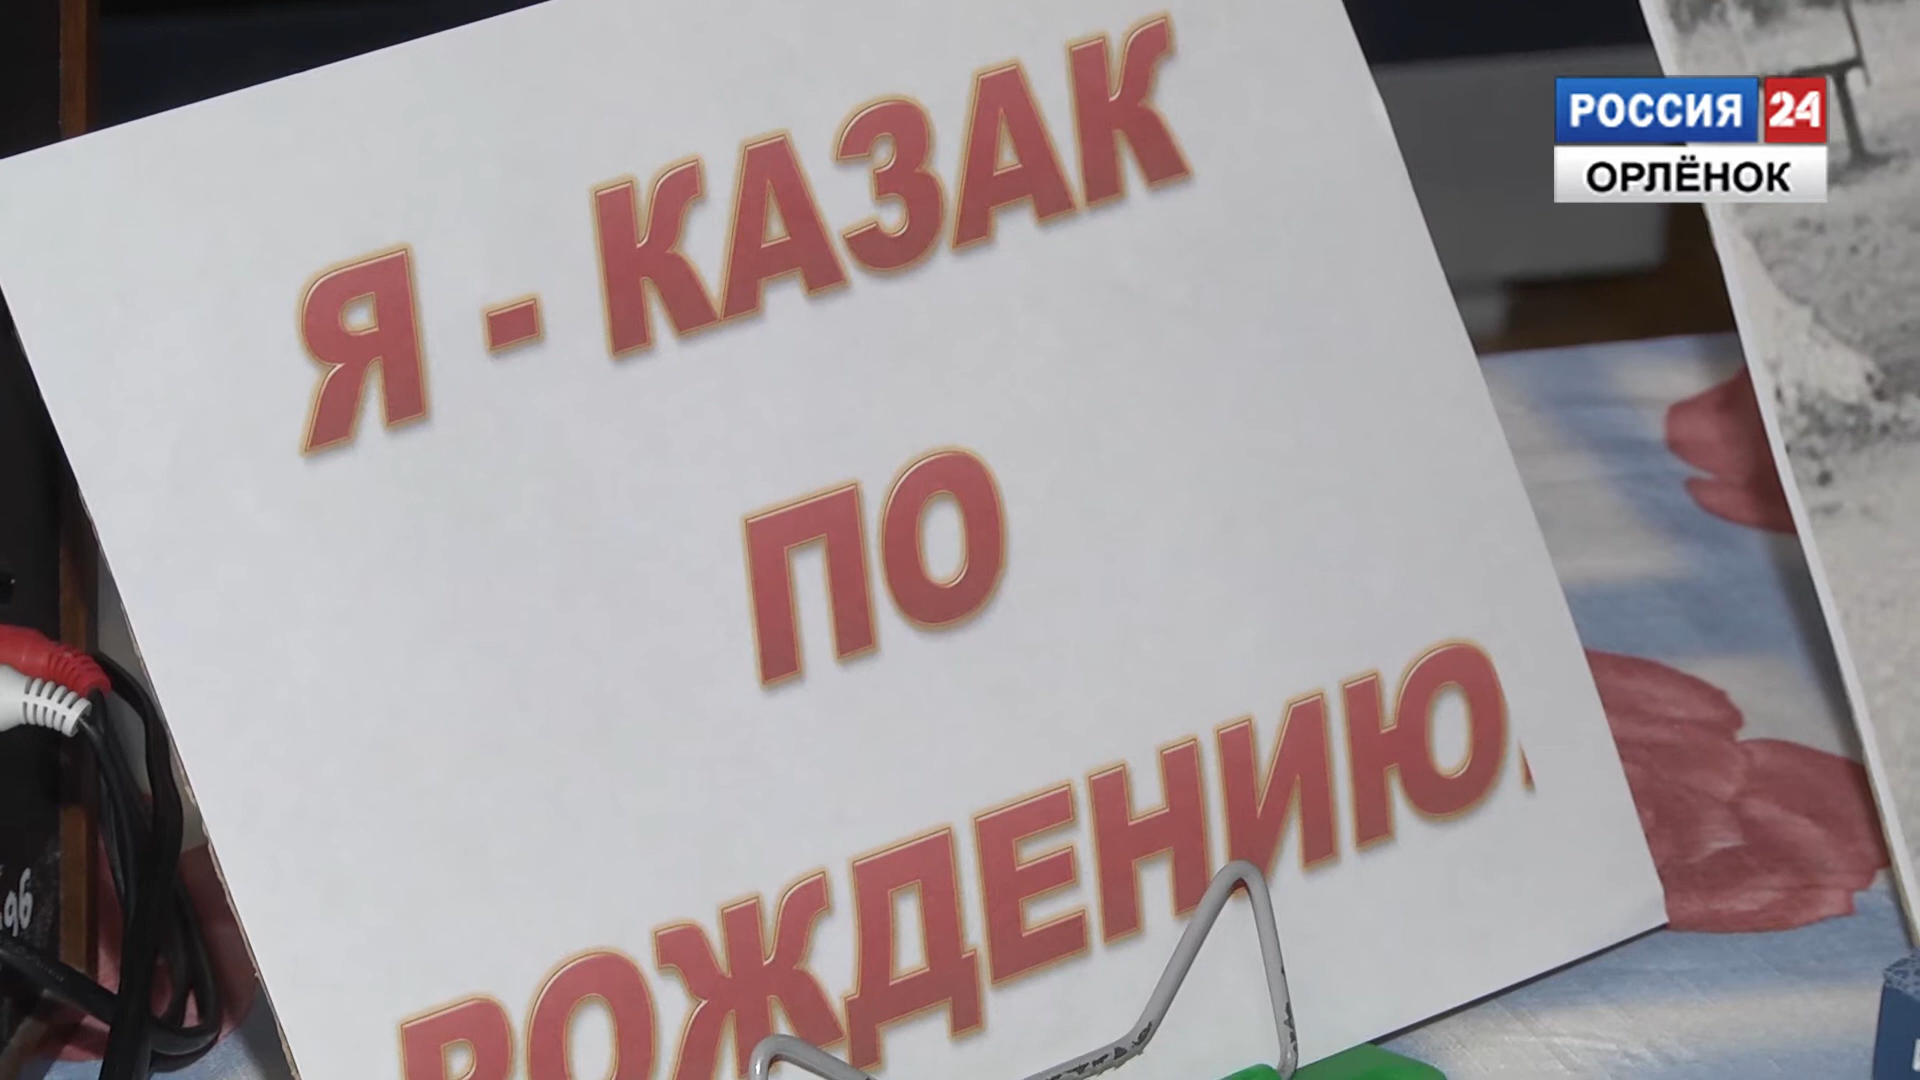 Я - КАЗАК
ПО
РОЖДЕНИЮ.
РОССИЯ 24
ОРЛЁНОК